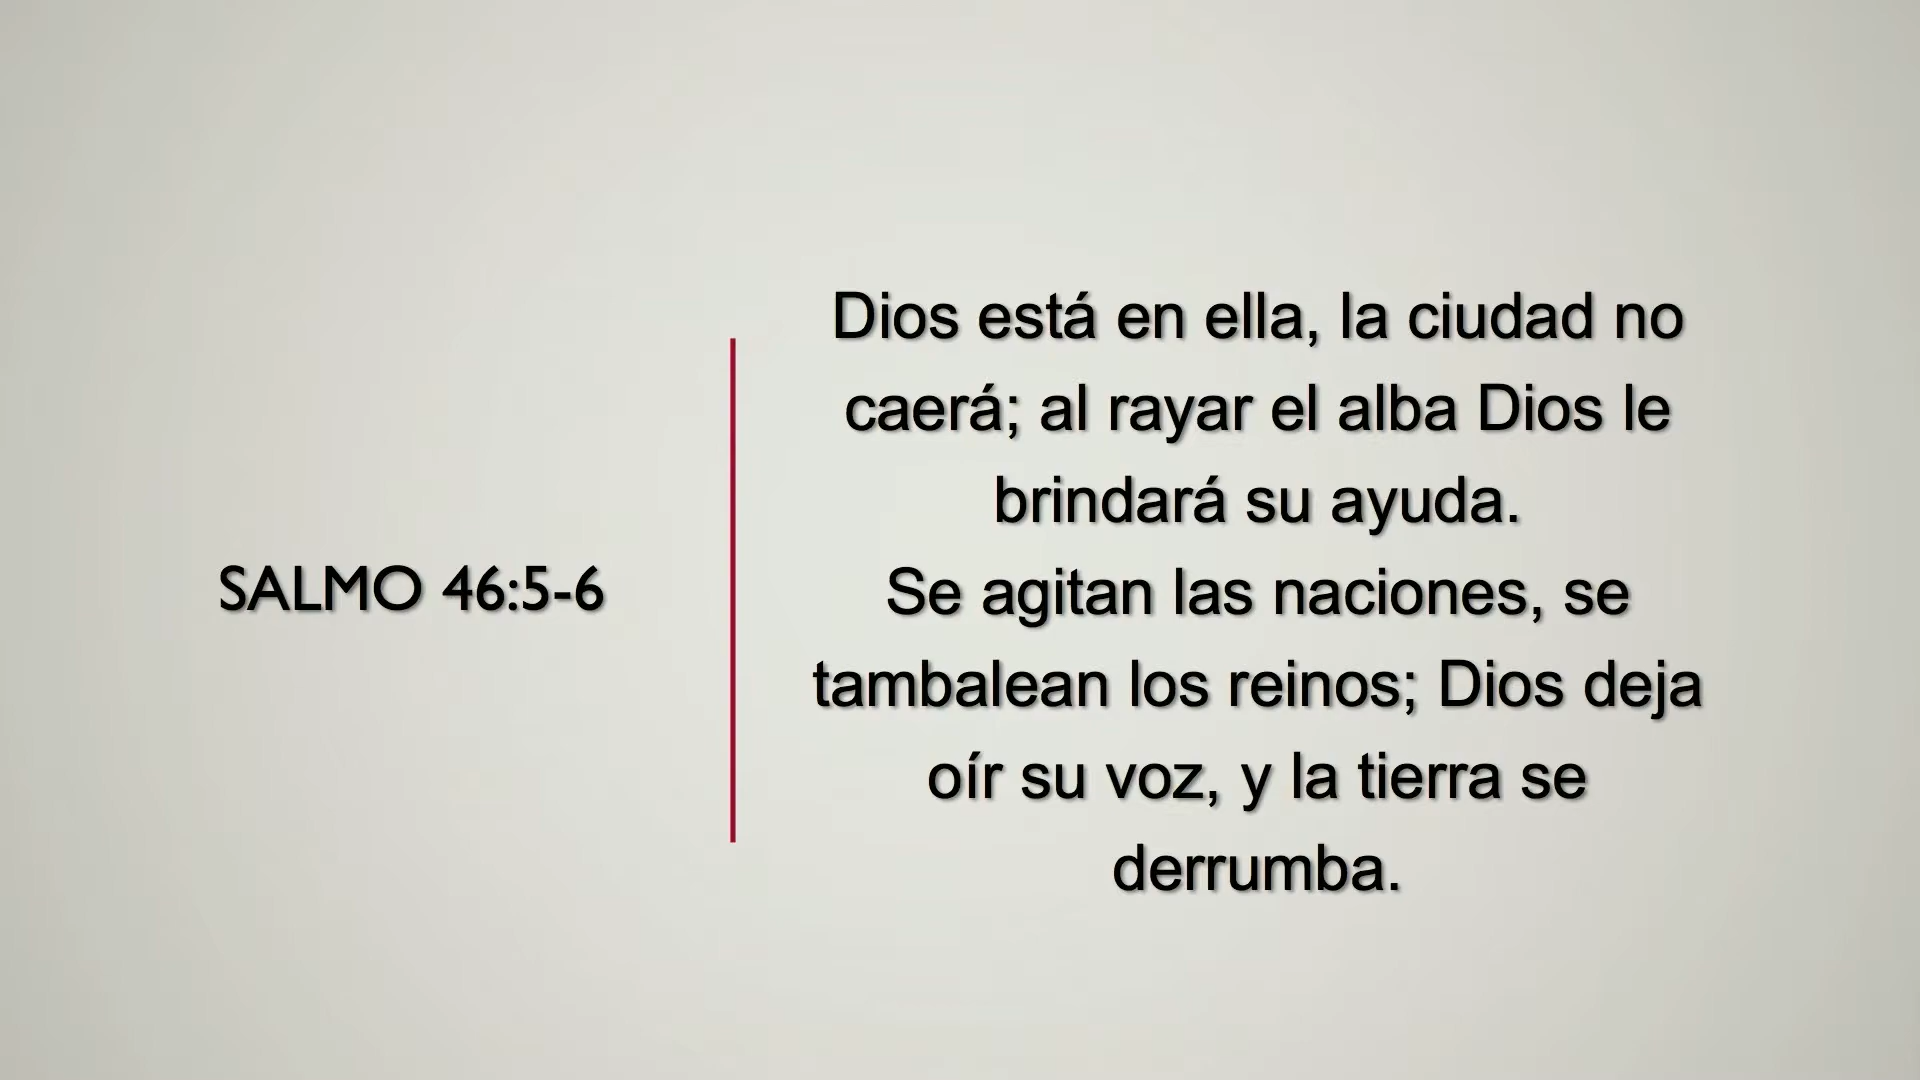 SALMO 46:5-6
Dios está en ella, la ciudad no
caerá; al rayar el alba Dios le
brindará su ayuda.
Se agitan las naciones, se
tambalean los reinos; Dios deja
oír su voz, y la tierra se
derrumba.